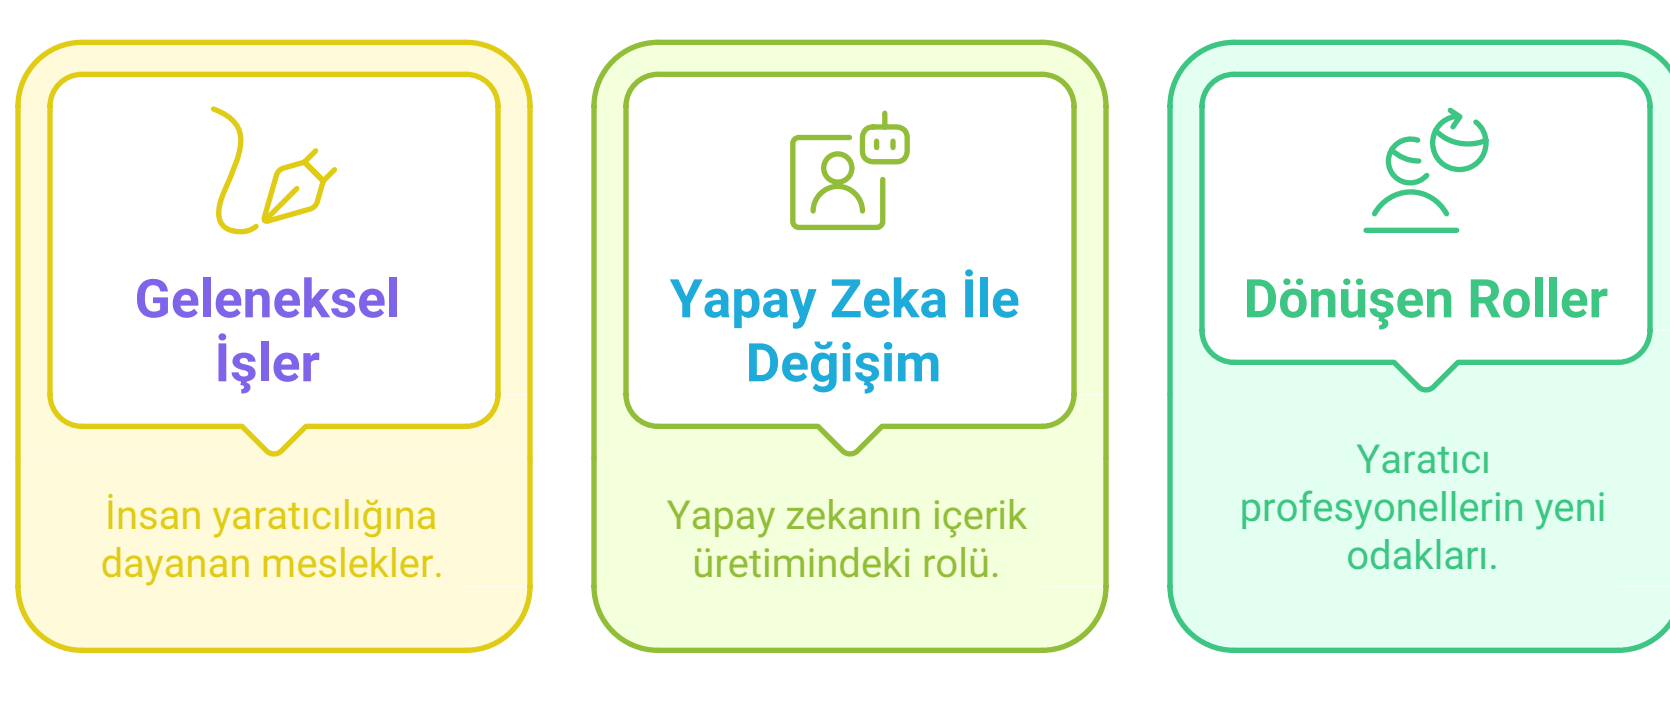 Geleneksel
İşler
İnsan yaratıcılığına
dayanan meslekler.
Yapay Zeka İle
Değişim
Yapay zekanın içerik
üretimindeki rolü.
Dönüşen Roller
Yaratıcı
profesyonellerin yeni
odakları.